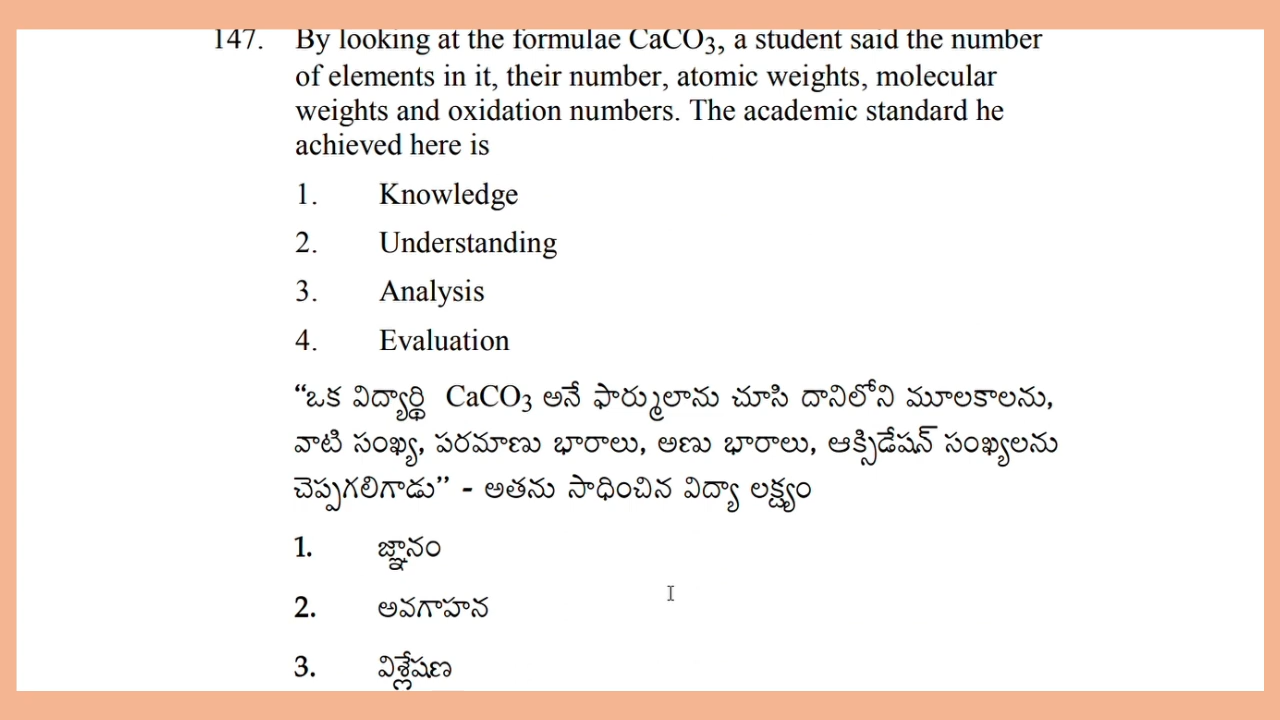 147. By looking at the formulae CaCO3, a student said the number
of elements in it, their number, atomic weights, molecular
weights and oxidation numbers. The academic standard he
achieved here is
1. Knowledge
2. Understanding
3. Analysis
4. Evaluation
“ఒక విద్యార్థి CaCO3 అనే ఫార్ములాను చూసి దానిలోని మూలకాలను,
వాటి సంఖ్య, పరమాణు భారాలు, అణు భారాలు, ఆక్సిడేషన్ సంఖ్యలను
చెప్పగలిగాడు” - అతను సాధించిన విద్యా లక్ష్యం
1. జ్ఞానం
2. అవగాహన
3. విశ్లేషణ